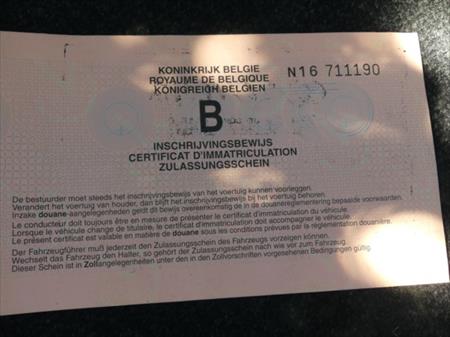 KONINKRIJK BELGIE
ROYAUME DE BELGIQUE
KÖNIGREIGH BELGIEN
N16 711190
B
INSCHRIJVINGSBEWIJS
CERTIFICAT D'IMMATRICULATION
ZULASSUNGSSCHEIN
De bestuurder moet steeds het inschrijvingsbewijs van het voertuig kunnen voorleggen.
Verandert het voertuig van houder, dan blijft het inschrijvingsbewijs bij het voertuig behoren.
Inzake douane-aangelegenheden geldt dit bewijs overeenkomstig de in de douanereglementering bepaalde voorwaarden.
Le conducteur doit toujours être en mesure de présenter le certificat d'immatriculation du véhicule.
Lorsque le véhicule change de titulaire, le certificat d'immatriculation doit accompagner le véhicule.
Le présent certificat est valable en matière de douane sous les conditions prévues par la réglementation douanière.
Der Fahrzeugführer muß jederzeit den Zulassungsschein des Fahrzeugs vorzeigen können.
Wechselt das Fahrzeug den Halter, so gehört der Zulassungsschein nach wie vor zum Fahrzeug.
Dieser Schein ist in Zollangelegenheiten unter den in den Zollvorschriften vorgesehenen Bedingungen gültig.